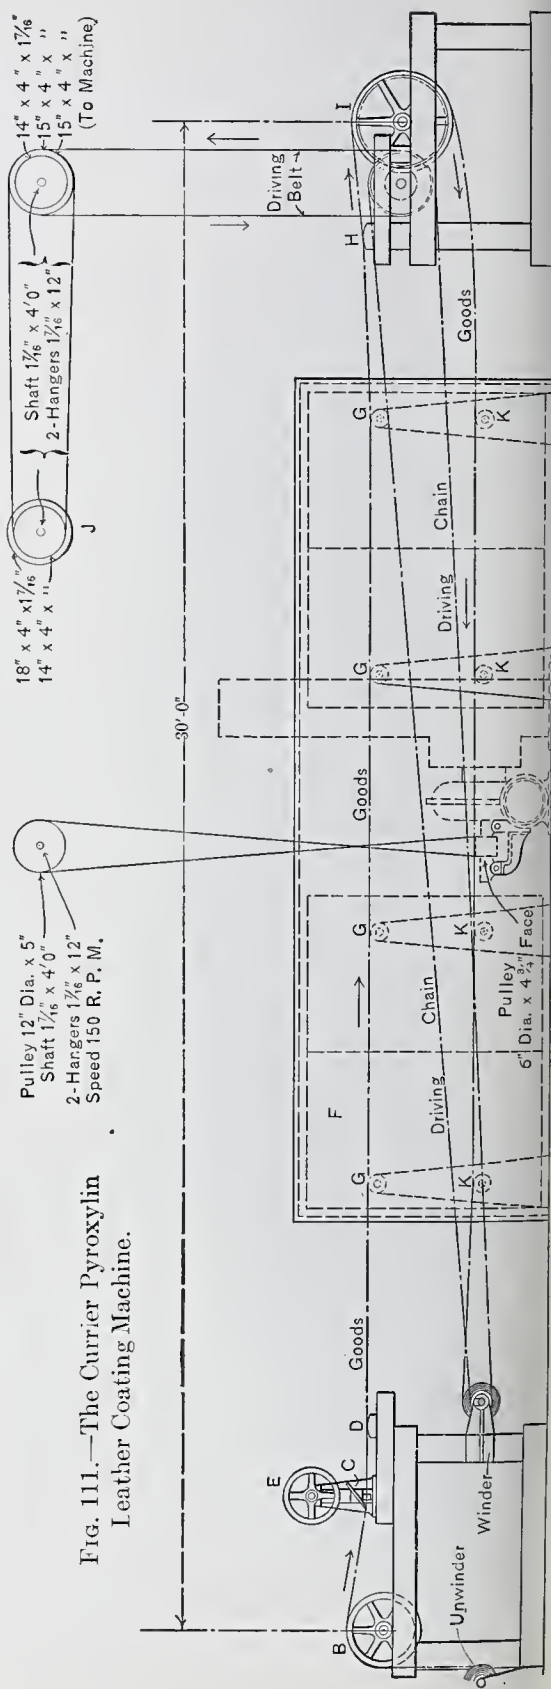 FIG. 111.—The Currier Pyroxylin
Leather Coating Machine.
Pulley 12" Dia. x 5"
Shaft 1 7/16" x 4'0"
2-Hangers 1 7/16" x 12"
Speed 150 R. P. M.
18" x 4" x 1 7/16"
14" x 4" x "
J
Shaft 1 7/16" x 4'0"
2-Hangers 1 7/16" x 12"
14" x 4" x 1 7/16"
15" x 4" x "
15" x 4" x "
(To Machine)
30'-0"
Driving
Belt
B
E
C
D
Goods
F
G
G
Goods
G
G
H
I
Unwinder
Winder
K
Driving
Chain
K
Pulley
6" Dia. x 4 3/4" Face
K
Driving
Chain
K
Goods